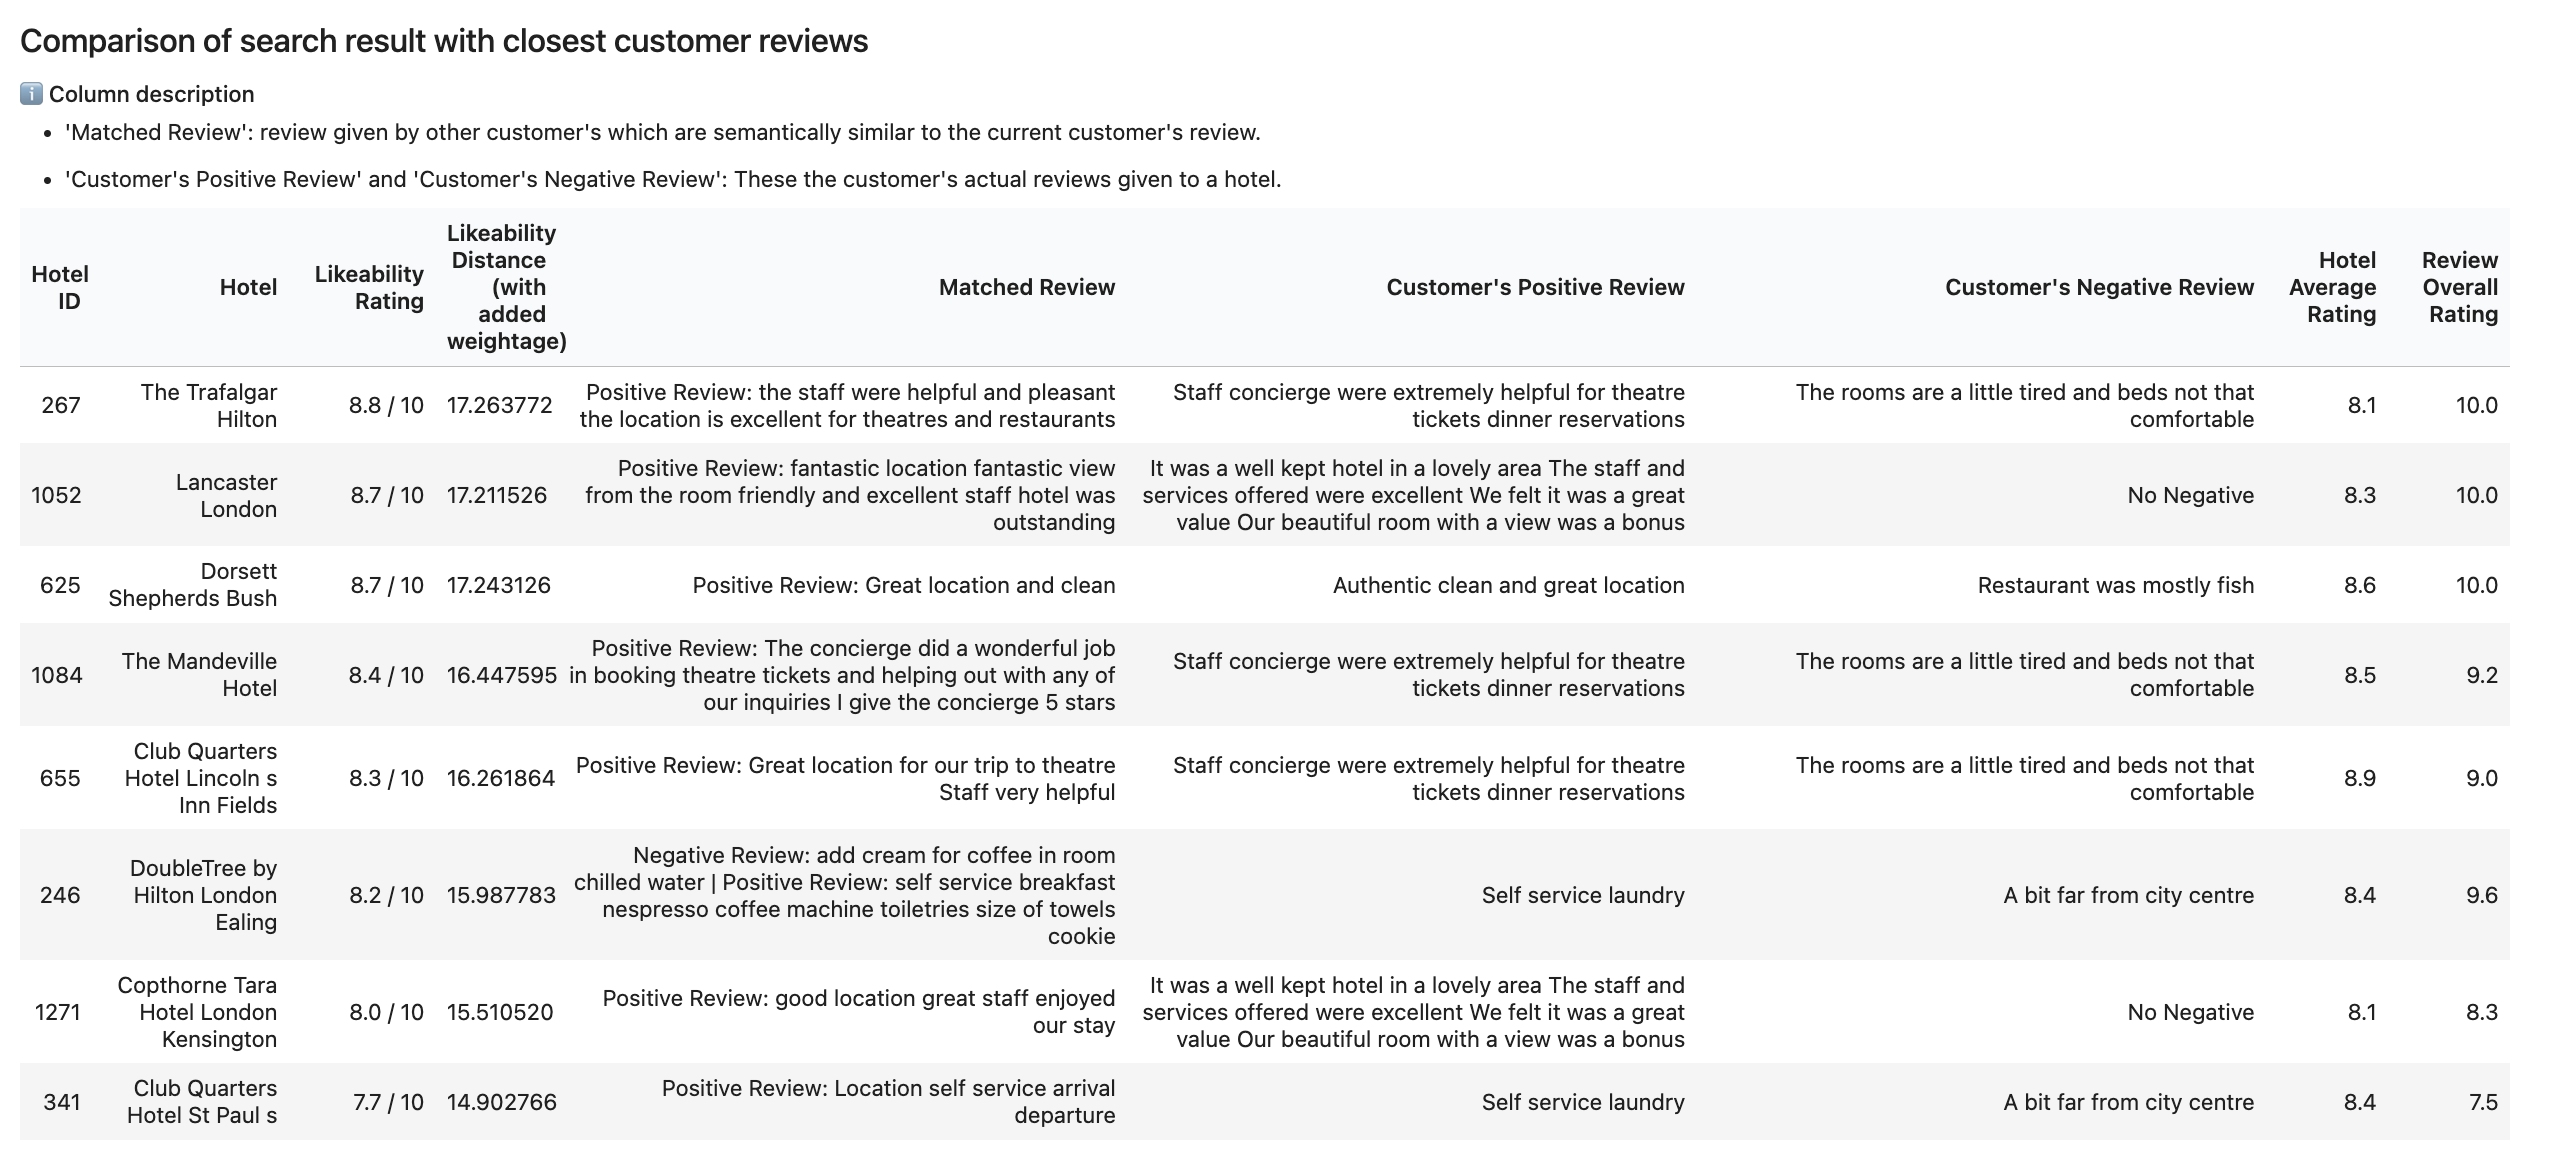 Comparison of search result with closest customer reviews
ℹ️ Column description
• 'Matched Review': review given by other customer's which are semantically similar to the current customer's review.
• 'Customer's Positive Review' and 'Customer's Negative Review': These the customer's actual reviews given to a hotel.
Hotel ID | Hotel | Likeability Rating | Likeability Distance (with added weightage) | Matched Review | Customer's Positive Review | Customer's Negative Review | Hotel Average Rating | Review Overall Rating
267 | The Trafalgar Hilton | 8.8 / 10 | 17.263772 | Positive Review: the staff were helpful and pleasant the location is excellent for theatres and restaurants | Staff concierge were extremely helpful for theatre tickets dinner reservations | The rooms are a little tired and beds not that comfortable | 8.1 | 10.0
1052 | Lancaster London | 8.7 / 10 | 17.211526 | Positive Review: fantastic location fantastic view from the room friendly and excellent staff hotel was outstanding | It was a well kept hotel in a lovely area The staff and services offered were excellent We felt it was a great value Our beautiful room with a view was a bonus | No Negative | 8.3 | 10.0
625 | Dorsett Shepherds Bush | 8.7 / 10 | 17.243126 | Positive Review: Great location and clean | Authentic clean and great location | Restaurant was mostly fish | 8.6 | 10.0
1084 | The Mandeville Hotel | 8.4 / 10 | 16.447595 | Positive Review: The concierge did a wonderful job in booking theatre tickets and helping out with any of our inquiries I give the concierge 5 stars | Staff concierge were extremely helpful for theatre tickets dinner reservations | The rooms are a little tired and beds not that comfortable | 8.5 | 9.2
655 | Club Quarters Hotel Lincoln s Inn Fields | 8.3 / 10 | 16.261864 | Positive Review: Great location for our trip to theatre Staff very helpful | Staff concierge were extremely helpful for theatre tickets dinner reservations | The rooms are a little tired and beds not that comfortable | 8.9 | 9.0
246 | DoubleTree by Hilton London Ealing | 8.2 / 10 | 15.987783 | Negative Review: add cream for coffee in room chilled water | Positive Review: self service breakfast nespresso coffee machine toiletries size of towels cookie | Self service laundry | A bit far from city centre | 8.4 | 9.6
1271 | Copthorne Tara Hotel London Kensington | 8.0 / 10 | 15.510520 | Positive Review: good location great staff enjoyed our stay | It was a well kept hotel in a lovely area The staff and services offered were excellent We felt it was a great value Our beautiful room with a view was a bonus | No Negative | 8.1 | 8.3
341 | Club Quarters Hotel St Paul s | 7.7 / 10 | 14.902766 | Positive Review: Location self service arrival departure | Self service laundry | A bit far from city centre | 8.4 | 7.5